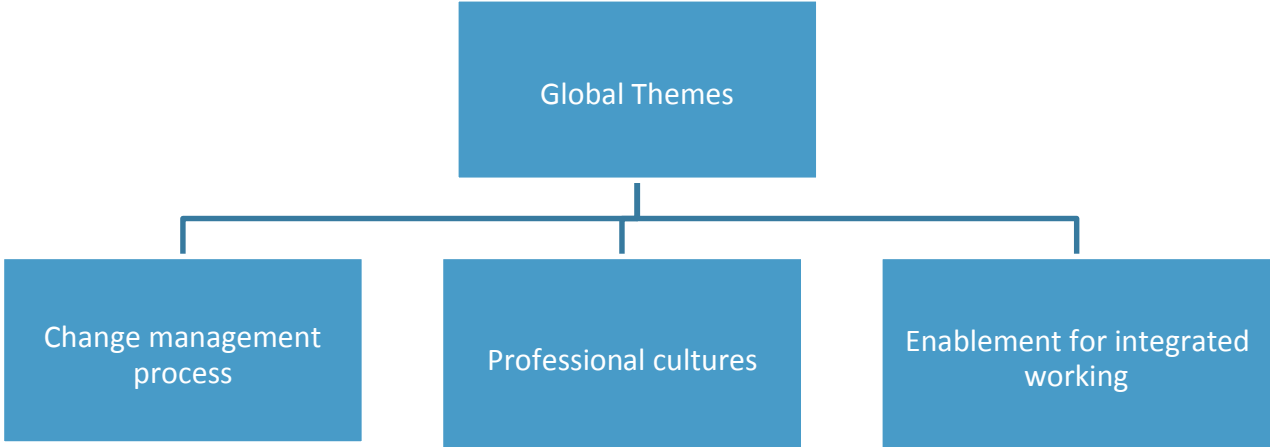 Global Themes
Change management
process
Professional cultures
Enablement for integrated
working